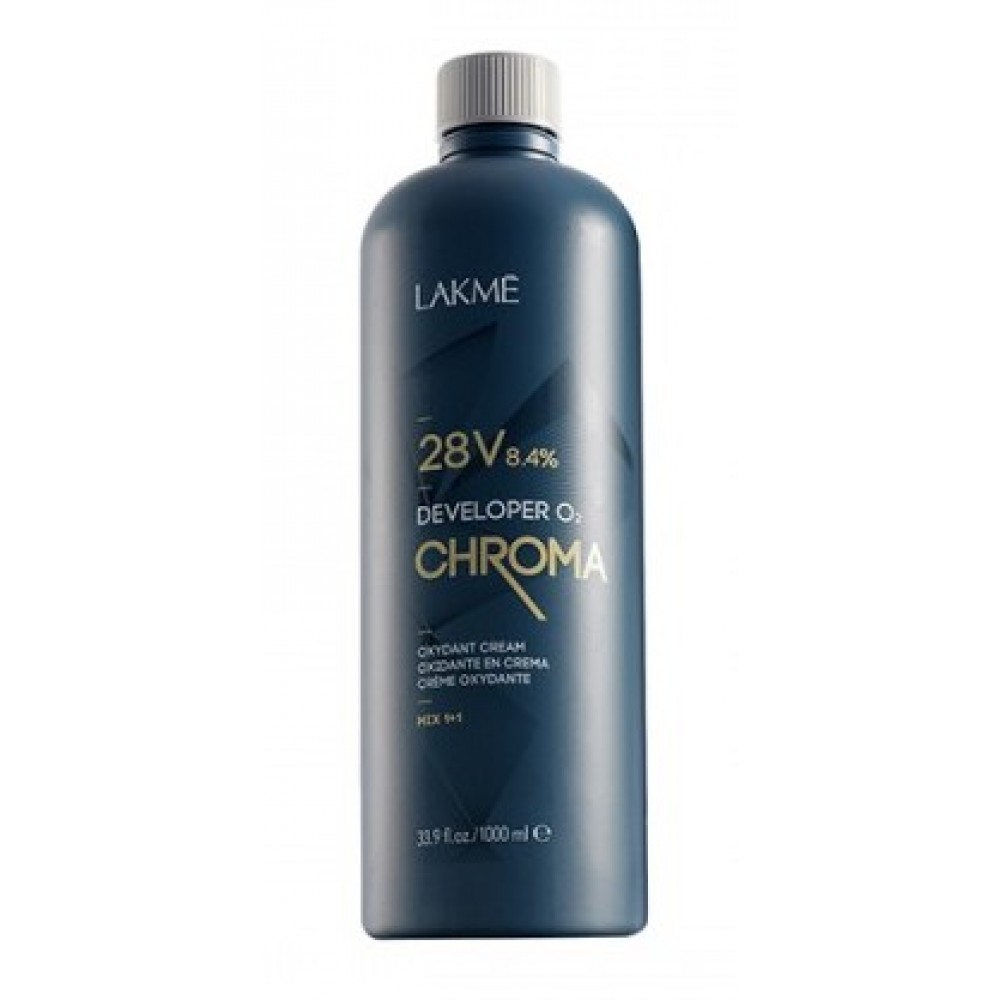 LAKMĒ
28V 8.4%
DEVELOPER O₂
CHROMA
OXYDANT CREAM
OXIDANTE EN CREMA
CRÈME OXYDANTE
MIX 1+1
33.9 fl.oz./1000 ml ℮